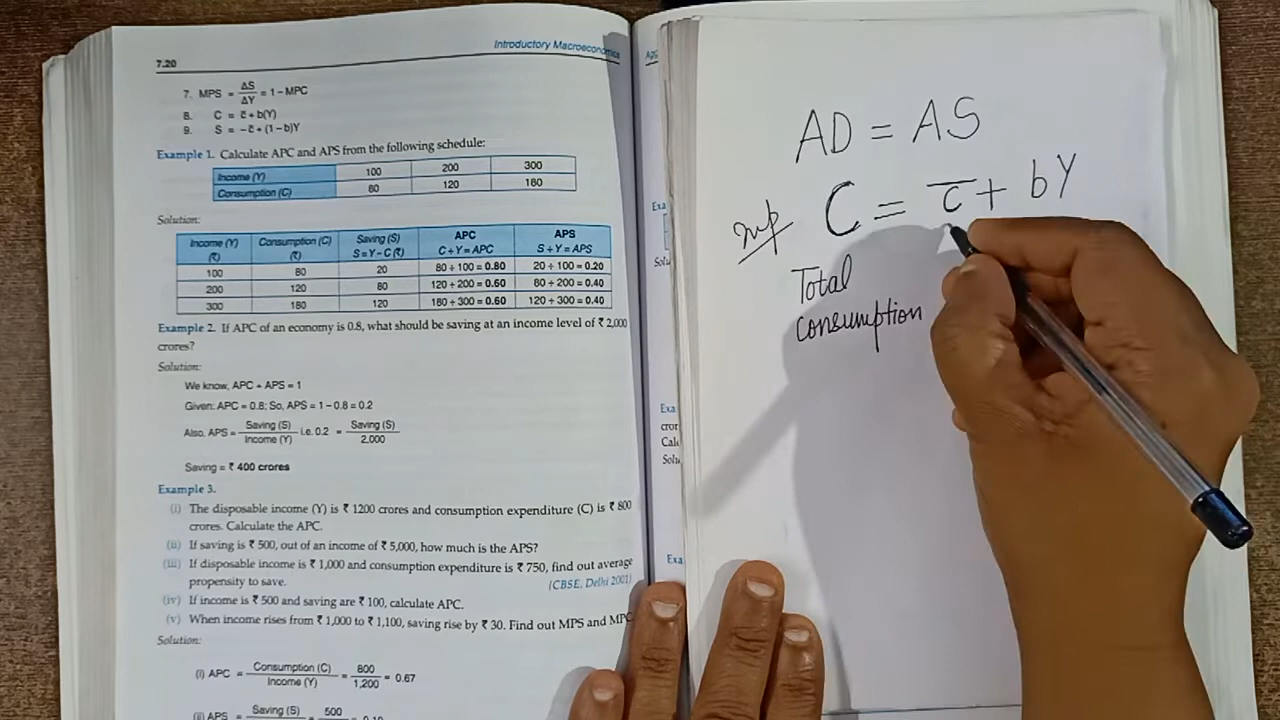 7.20
Introductory Macroeconomics
7. MPS = ΔS/ΔY = 1 – MPC
8. C = c̄ + b(Y)
9. S = –c̄ + (1–b)Y
Example 1. Calculate APC and APS from the following schedule:
Income (Y) 100 200 300
Consumption (C) 80 120 180
Solution:
Income (Y) (₹) Consumption (C) (₹) Saving (S) S = Y – C (₹) APC C ÷ Y = APC APS S ÷ Y = APS
100 80 20 80 ÷ 100 = 0.80 20 ÷ 100 = 0.20
200 120 80 120 ÷ 200 = 0.60 80 ÷ 200 = 0.40
300 180 120 180 ÷ 300 = 0.60 120 ÷ 300 = 0.40
Example 2. If APC of an economy is 0.8, what should be saving at an income level of ₹ 2,000
crores?
Solution:
We know, APC + APS = 1
Given: APC = 0.8; So, APS = 1 – 0.8 = 0.2
Also, APS = Saving (S)/Income (Y) i.e. 0.2 = Saving (S)/2,000
Saving = ₹ 400 crores
Example 3.
(i) The disposable income (Y) is ₹ 1200 crores and consumption expenditure (C) is ₹ 800
crores. Calculate the APC.
(ii) If saving is ₹ 500, out of an income of ₹ 5,000, how much is the APS?
(iii) If disposable income is ₹ 1,000 and consumption expenditure is ₹ 750, find out average
propensity to save. (CBSE, Delhi 2001)
(iv) If income is ₹ 500 and saving are ₹ 100, calculate APC.
(v) When income rises from ₹ 1,000 to ₹ 1,100, saving rise by ₹ 30. Find out MPS and MPC
Solution:
(i) APC = Consumption (C)/Income (Y) = 800/1,200 = 0.67
(ii) APS = Saving (S) = 500
AD = AS
Imp C = c̄ + bY
Total
consumption
Exa
Solu
Exa
cror
Calc
Solu
Exa